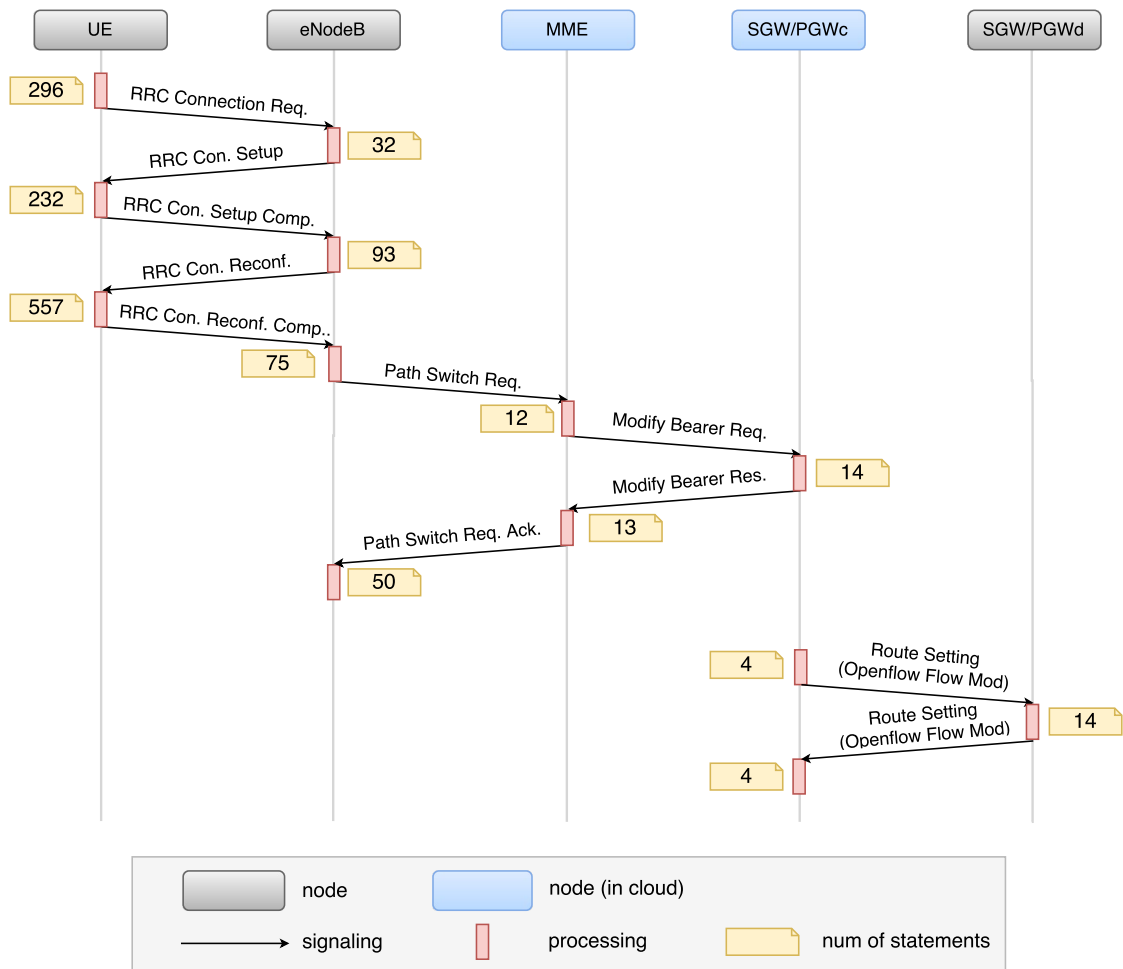 UE
eNodeB
MME
SGW/PGWc
SGW/PGWd
296
RRC Connection Req.
32
RRC Con. Setup
232
RRC Con. Setup Comp.
93
RRC Con. Reconf.
557
RRC Con. Reconf. Comp..
75
Path Switch Req.
12
Modify Bearer Req.
14
Modify Bearer Res.
13
Path Switch Req. Ack.
50
4
Route Setting
(Openflow Flow Mod)
14
Route Setting
(Openflow Flow Mod)
4
node
node (in cloud)
signaling
processing
num of statements